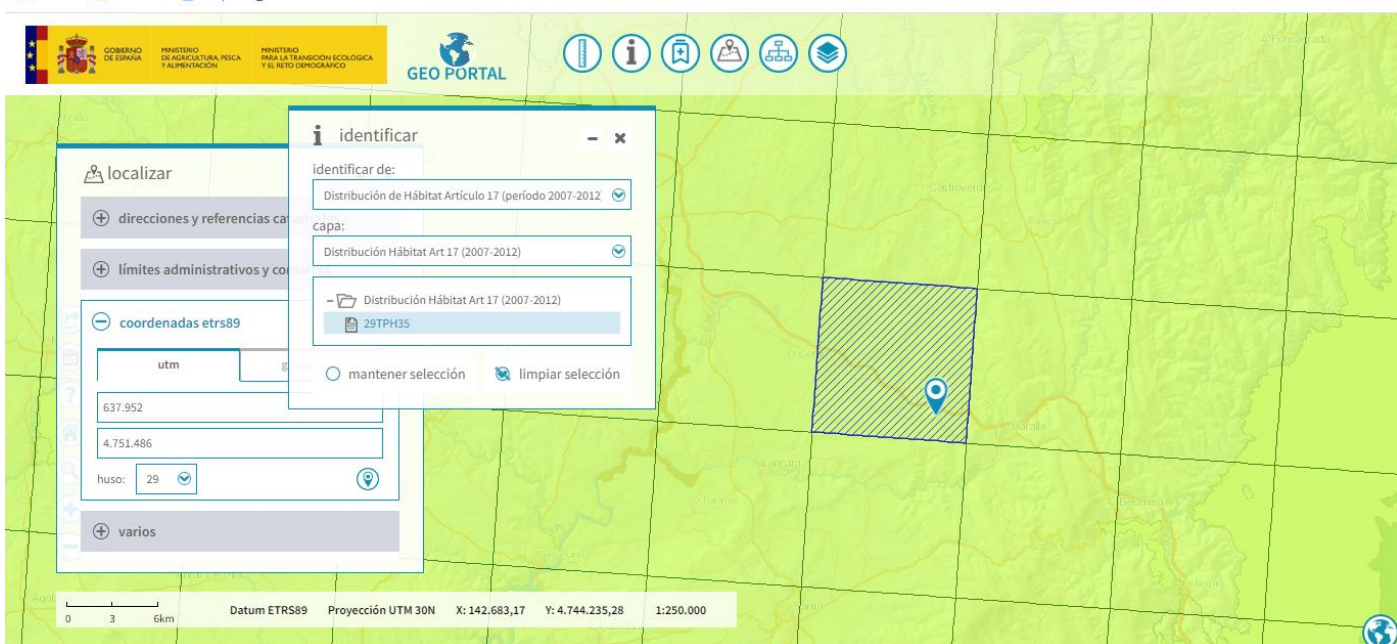 GOBIERNO
DE ESPAÑA
MINISTERIO
DE AGRICULTURA, PESCA
Y ALIMENTACIÓN
MINISTERIO
PARA LA TRANSICIÓN ECOLÓGICA
Y EL RETO DEMOGRÁFICO
GEO PORTAL
A Fonsagrada
identificar
localizar
identificar de:
Distribución de Hábitat Artículo 17 (período 2007-2012
direcciones y referencias
capa:
Distribución Hábitat Art 17 (2007-2012)
límites administrativos y
Distribución Hábitat Art 17 (2007-2012)
29TPH35
coordenadas etrs89
utm
mantener selección
limpiar selección
637.952
4.751.486
huso: 29
varios
Castroverde
Baralla
Láncara
Datum ETRS89 Proyección UTM 30N X: 142.683,17 Y: 4.744.235,28 1:250.000
0 3 6km
Sarria